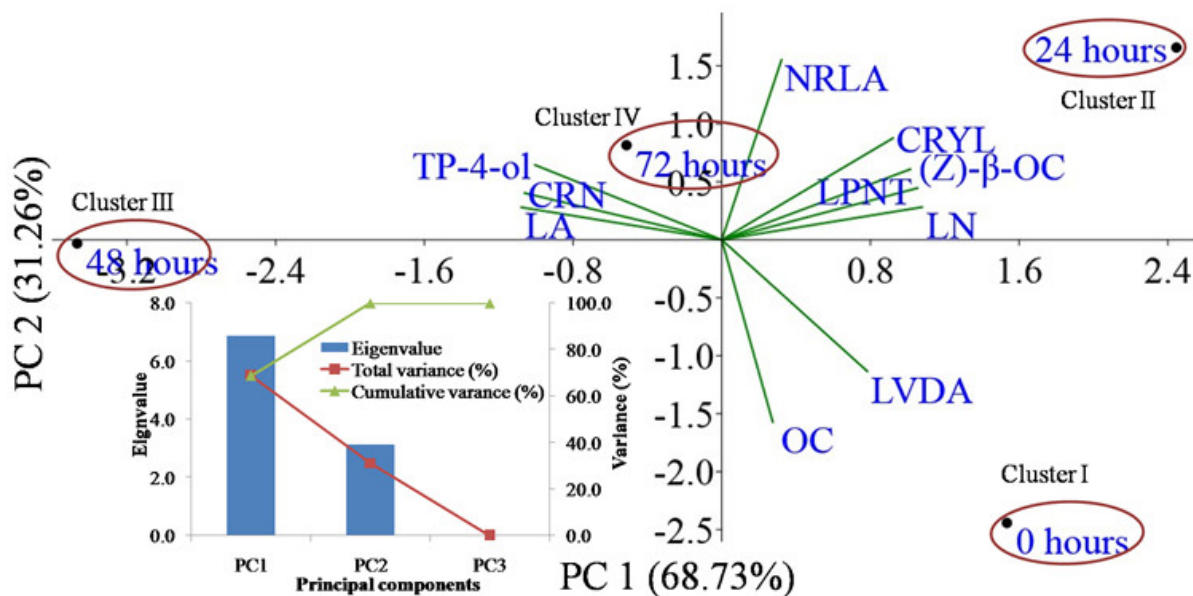 24 hours
1.5
NRLA
Cluster II
Cluster IV
1.0
CRYL
TP-4-ol
72 hours
(Z)-β-OC
PC 2 (31.26%)
0.5
LPNT
CRN
Cluster III
LA
LN
48 hours
-3.2
-2.4
-1.6
-0.8
0.8
1.6
2.4
-0.5
8.0
100.0
Eigenvalue
6.0
80.0
Total variance (%)
-1.0
Cumulative varance (%)
60.0
LVDA
Eignvalue
4.0
Variance (%)
-1.5
40.0
OC
2.0
20.0
-2.0
Cluster I
0.0
0.0
-2.5
0 hours
PC1
PC2
PC3
Principal components
PC 1 (68.73%)